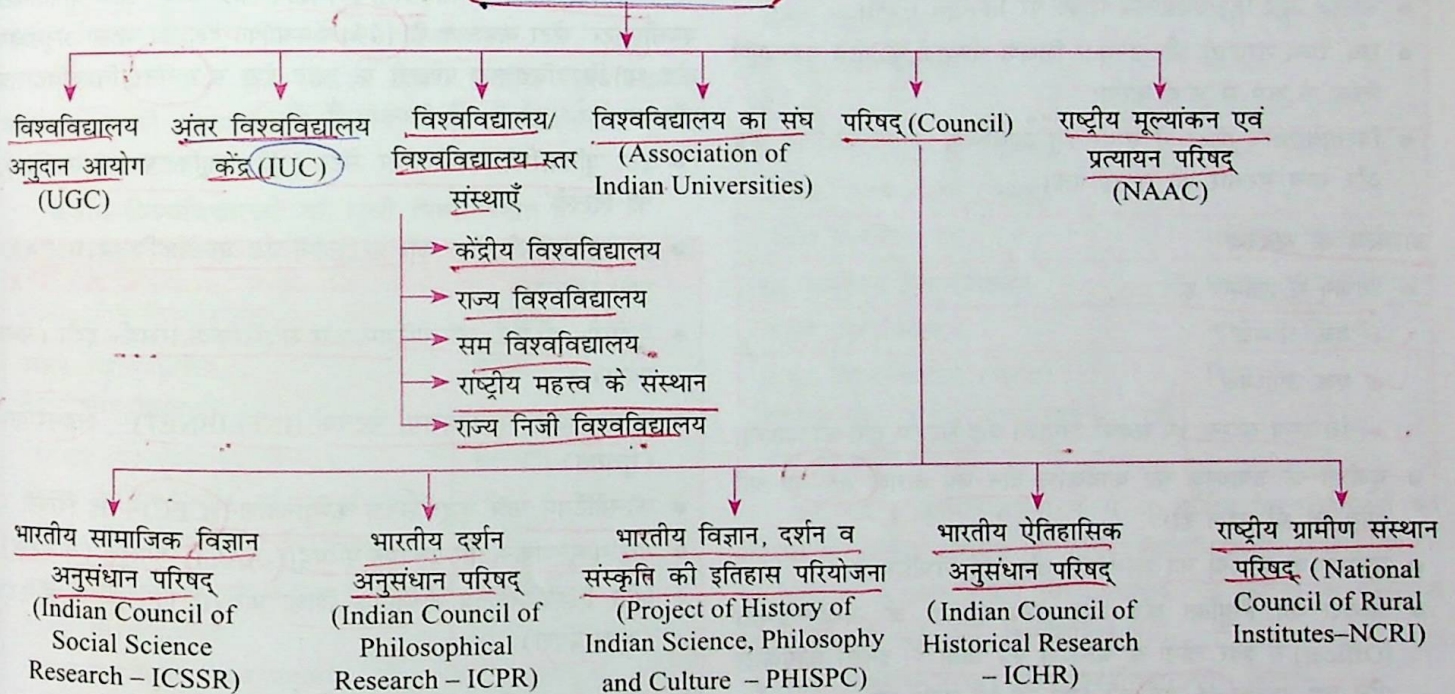 विश्वविद्यालय
अनुदान आयोग
(UGC)
अंतर विश्वविद्यालय
केंद्र (IUC)
विश्वविद्यालय/
विश्वविद्यालय स्तर
संस्थाएँ
केंद्रीय विश्वविद्यालय
राज्य विश्वविद्यालय
सम विश्वविद्यालय
राष्ट्रीय महत्त्व के संस्थान
राज्य निजी विश्वविद्यालय
विश्वविद्यालय का संघ
(Association of
Indian Universities)
परिषद् (Council)
राष्ट्रीय मूल्यांकन एवं
प्रत्यायन परिषद्
(NAAC)
भारतीय सामाजिक विज्ञान
अनुसंधान परिषद्
(Indian Council of
Social Science
Research – ICSSR)
भारतीय दर्शन
अनुसंधान परिषद्
(Indian Council of
Philosophical
Research – ICPR)
भारतीय विज्ञान, दर्शन व
संस्कृति की इतिहास परियोजना
(Project of History of
Indian Science, Philosophy
and Culture – PHISPC)
भारतीय ऐतिहासिक
अनुसंधान परिषद्
(Indian Council of
Historical Research
– ICHR)
राष्ट्रीय ग्रामीण संस्थान
परिषद् (National
Council of Rural
Institutes–NCRI)